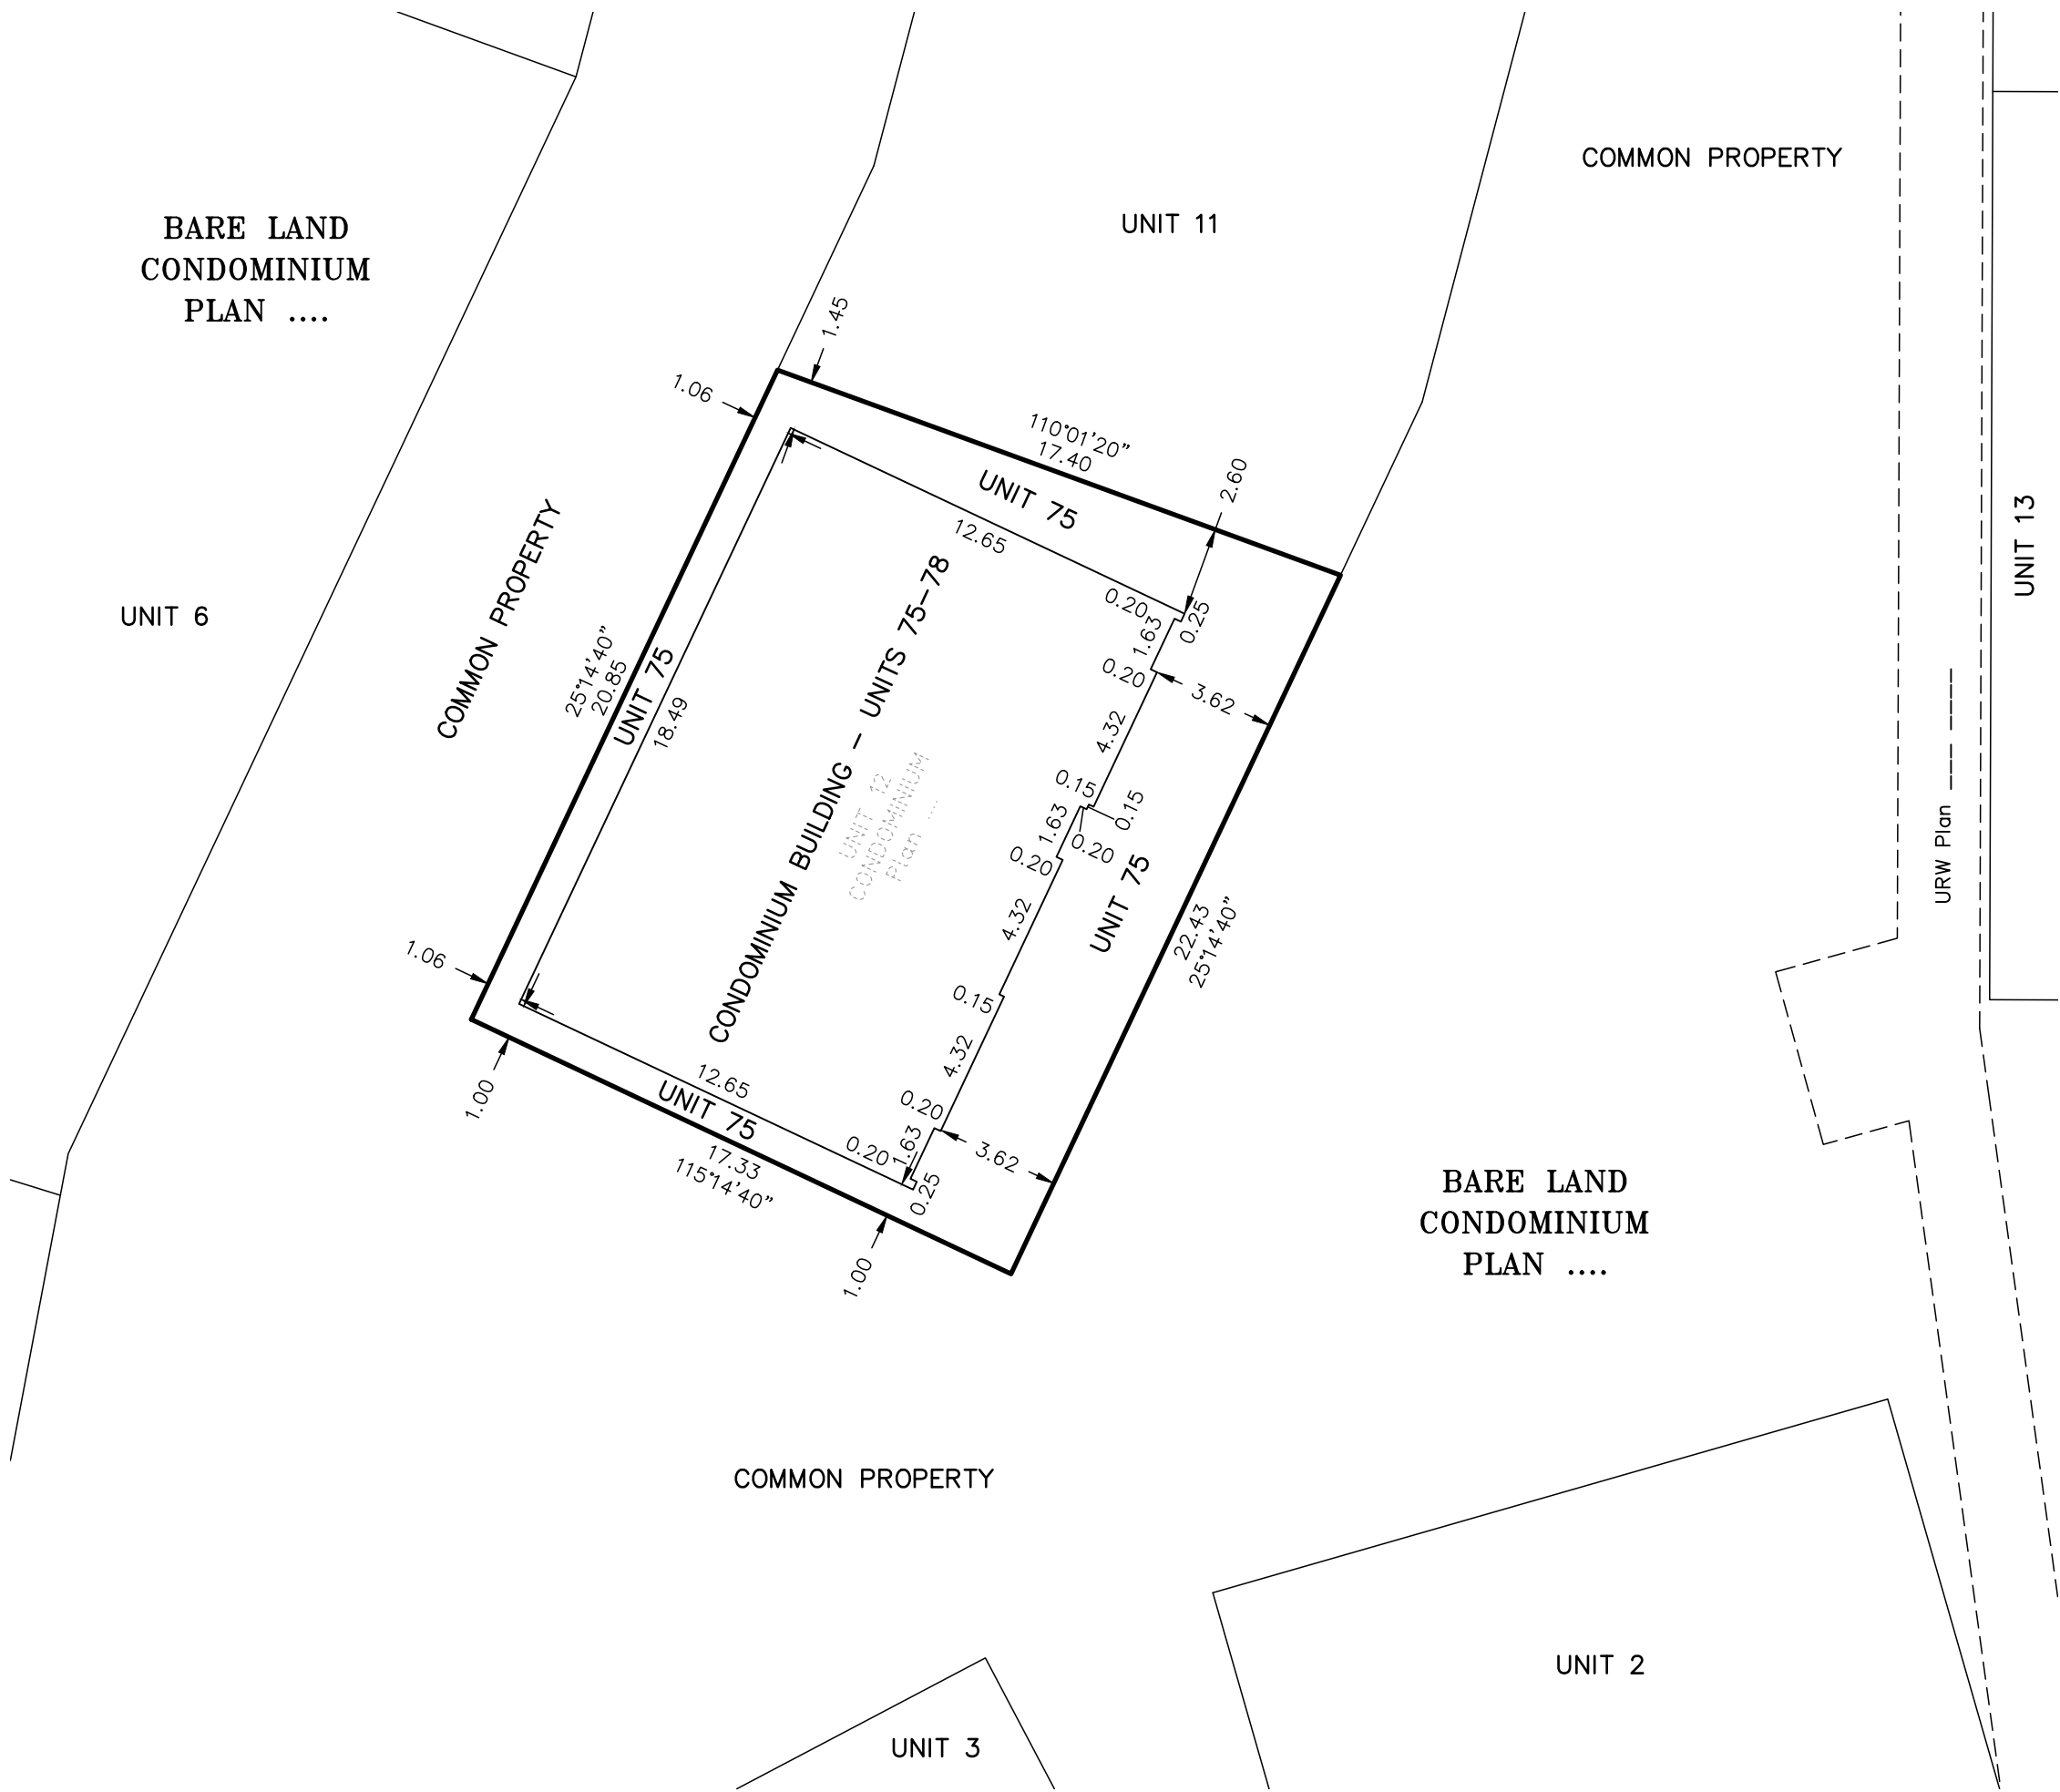 COMMON PROPERTY
UNIT 11
BARE LAND
CONDOMINIUM
PLAN ....
1.45
1.06
110°01'20"
17.40
2.60
UNIT 75
12.65
UNIT 13
COMMON PROPERTY
UNIT 6
0.20
0.25
1.63
0.20
3.62
25°14'40"
20.85
UNIT 75
18.49
CONDOMINIUM BUILDING – UNITS 75–78
UNIT 12
CONDOMINIUM
Plan ....
4.32
0.15
0.15
1.63
0.20
0.20
URW Plan ____ ____
UNIT 75
22.43
25°14'40"
4.32
1.06
0.15
4.32
1.00
12.65
UNIT 75
17.33
115°14'40"
0.20
1.63
0.20
0.25
3.62
1.00
BARE LAND
CONDOMINIUM
PLAN ....
COMMON PROPERTY
UNIT 2
UNIT 3